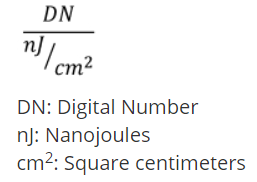 DN
nJ/cm²
DN: Digital Number
nJ: Nanojoules
cm²: Square centimeters